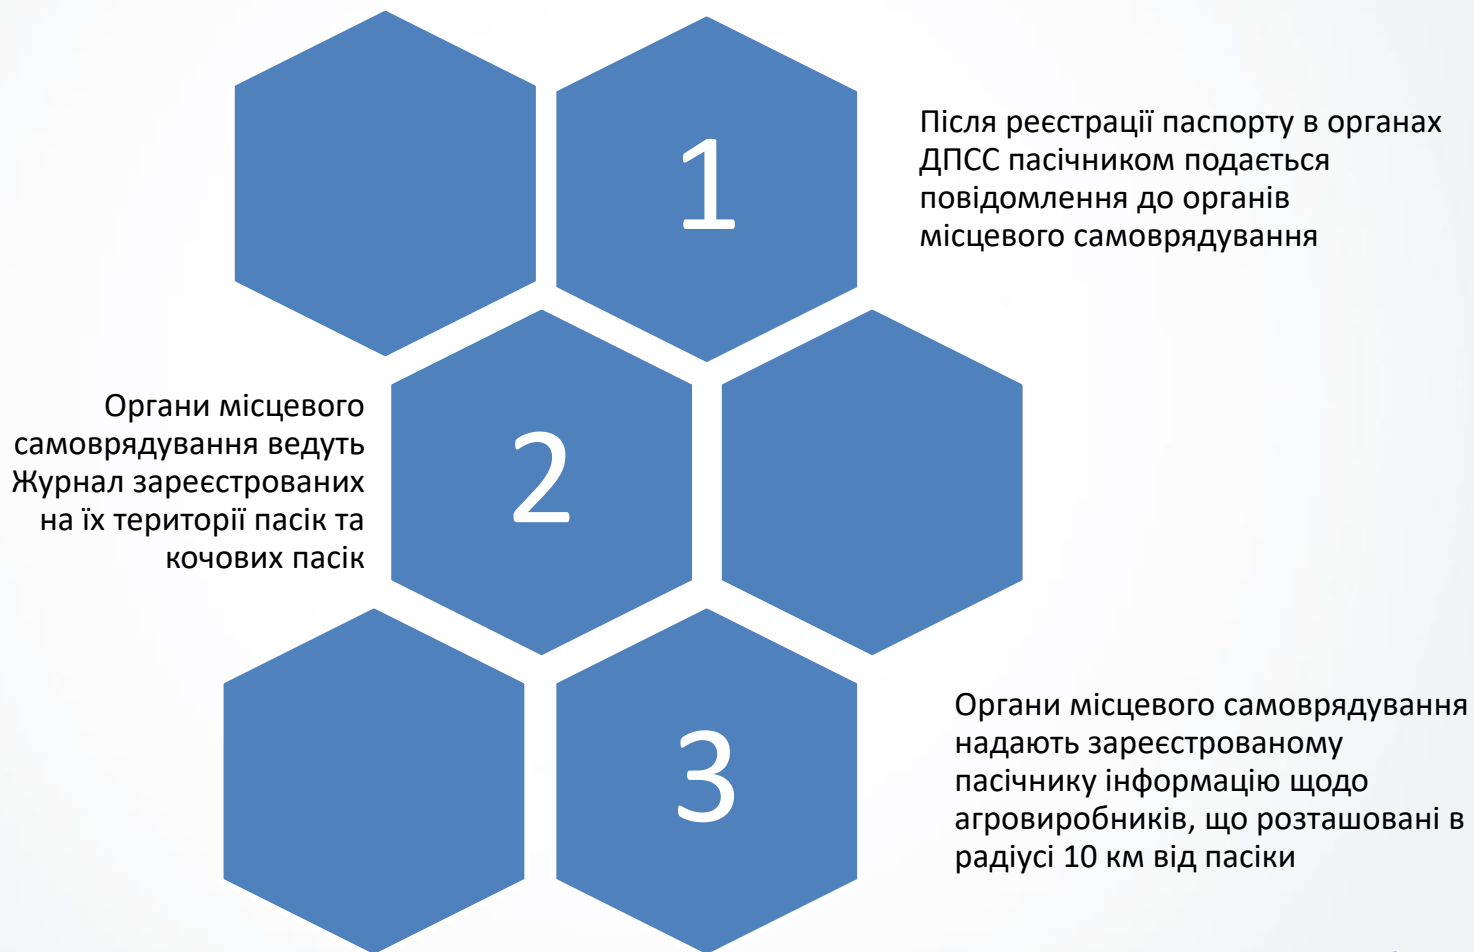 1
Після реєстрації паспорту в органах
ДПСС пасічником подається
повідомлення до органів
місцевого самоврядування
Органи місцевого
самоврядування ведуть
Журнал зареєстрованих
на їх території пасік та
кочових пасік
2
3
Органи місцевого самоврядування
надають зареєстрованому
пасічнику інформацію щодо
агровиробників, що розташовані в
радіусі 10 км від пасіки